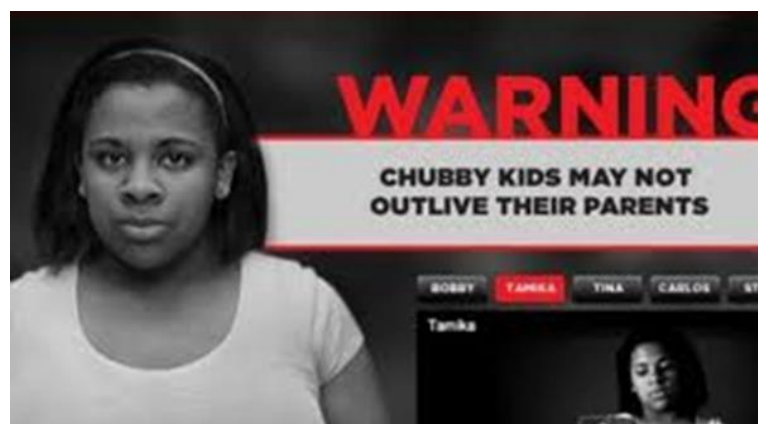 WARNING
CHUBBY KIDS MAY NOT
OUTLIVE THEIR PARENTS
BOBBY TAMIKA TINA CARLOS
Tamika